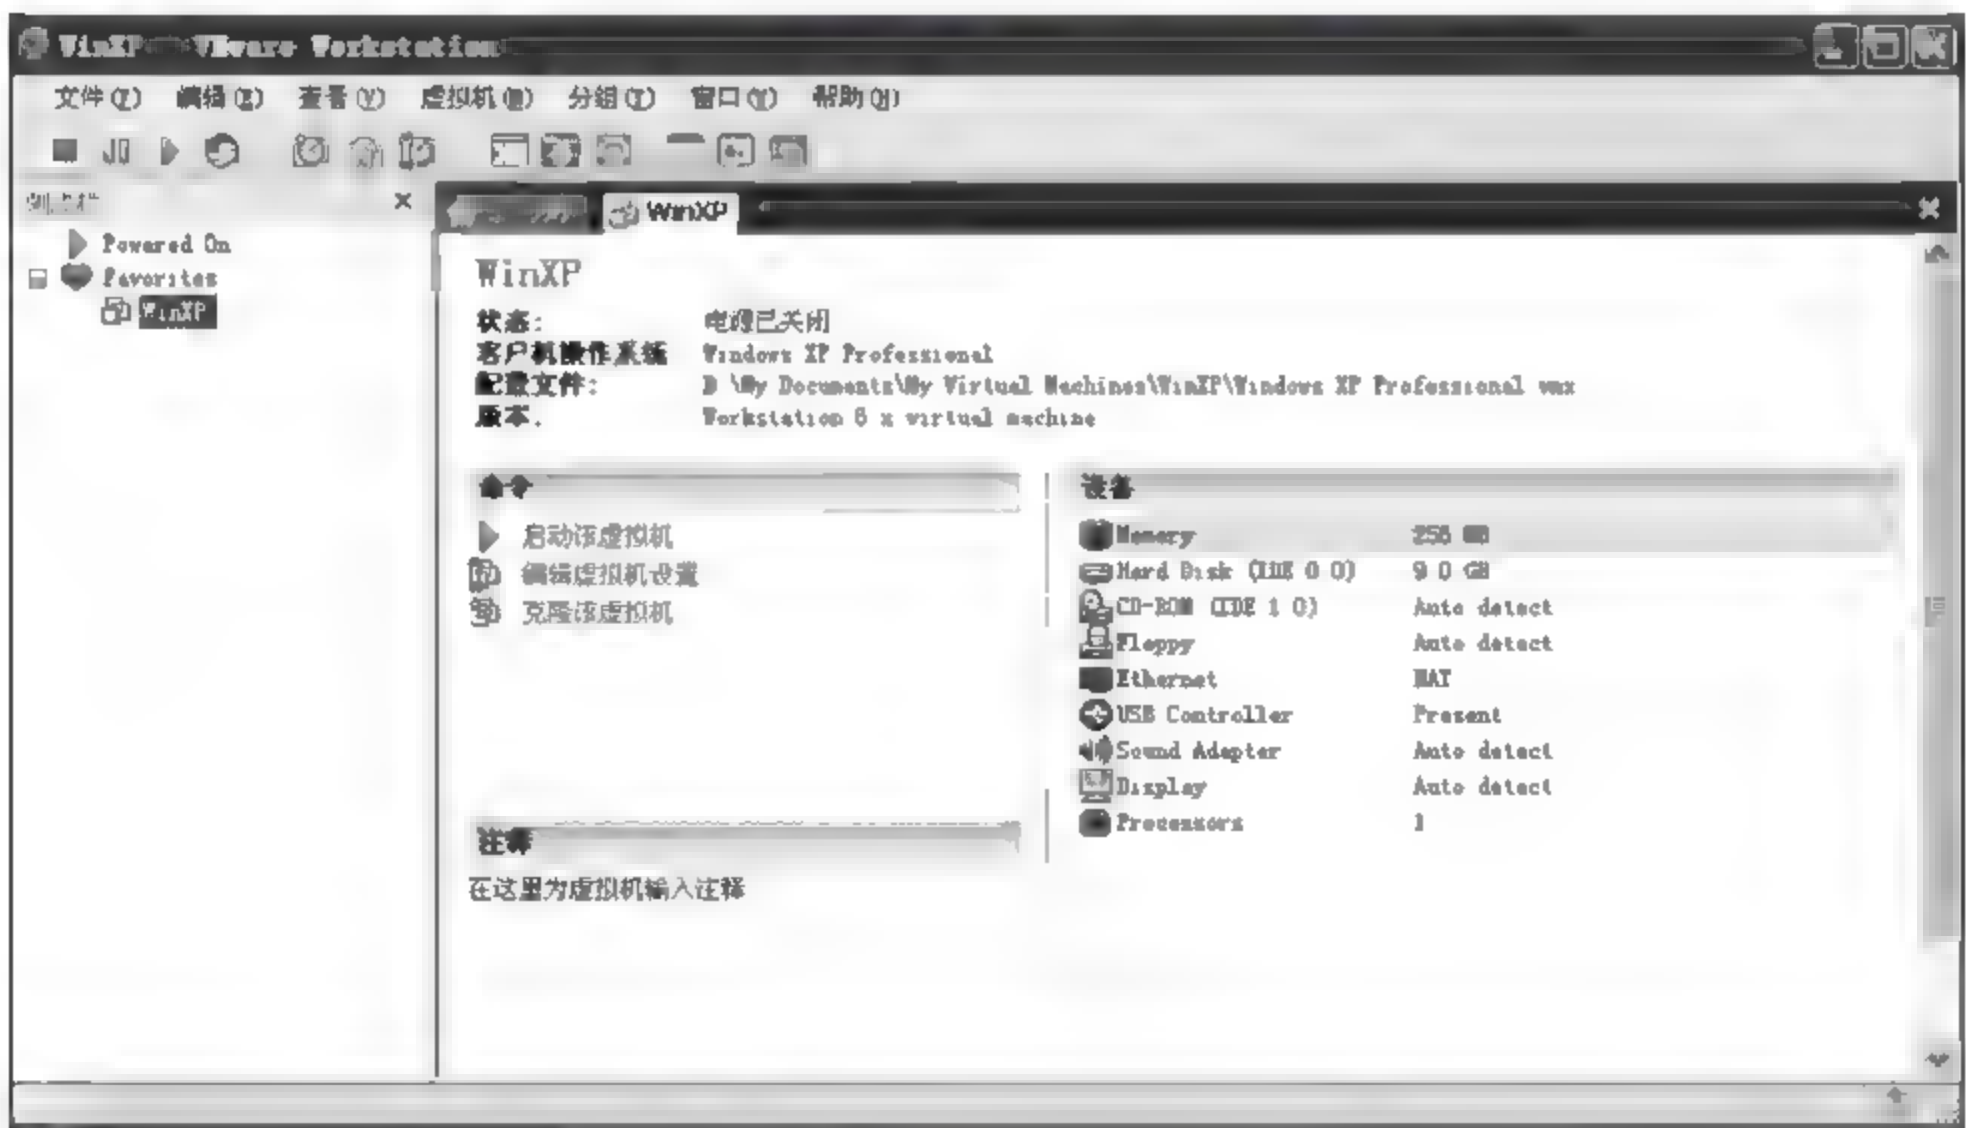 WinXP - VMware Workstation
文件(F) 编辑(E) 查看(V) 虚拟机(M) 分组(T) 窗口(W) 帮助(H)
WinXP
Powered On
Favorites
WinXP
WinXP
状态: 电源已关闭
客户机操作系统 Windows XP Professional
配置文件: D \My Documents\My Virtual Machines\WinXP\Windows XP Professional vmx
版本: Workstation 6 x virtual machine
命令
启动该虚拟机
编辑虚拟机设置
克隆该虚拟机
注释
在这里为虚拟机输入注释
设备
Memory 256 MB
Hard Disk (IDE 0 0) 9 0 GB
CD-ROM (IDE 1 0) Auto detect
Floppy Auto detect
Ethernet NAT
USB Controller Present
Sound Adapter Auto detect
Display Auto detect
Processors 1